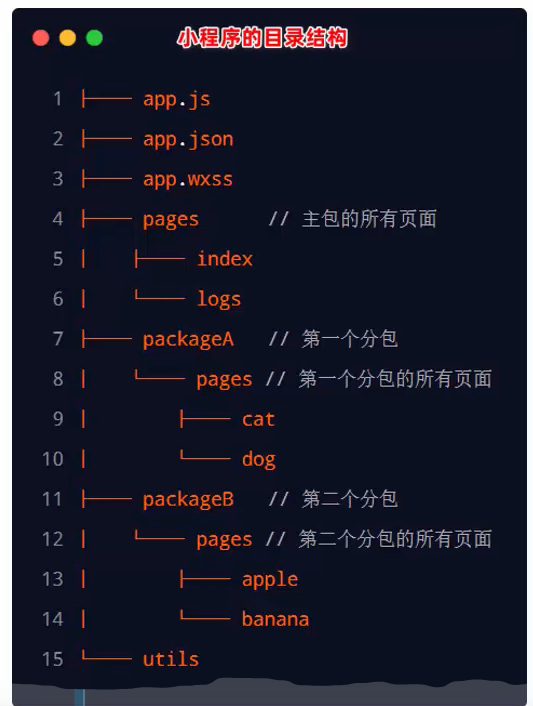 小程序的目录结构
1 ├── app.js
2 ├── app.json
3 ├── app.wxss
4 ├── pages // 主包的所有页面
5 │ ├── index
6 │ └── logs
7 ├── packageA // 第一个分包
8 │ └── pages // 第一个分包的所有页面
9 │ ├── cat
10 │ └── dog
11 ├── packageB // 第二个分包
12 │ └── pages // 第二个分包的所有页面
13 │ ├── apple
14 │ └── banana
15 └── utils